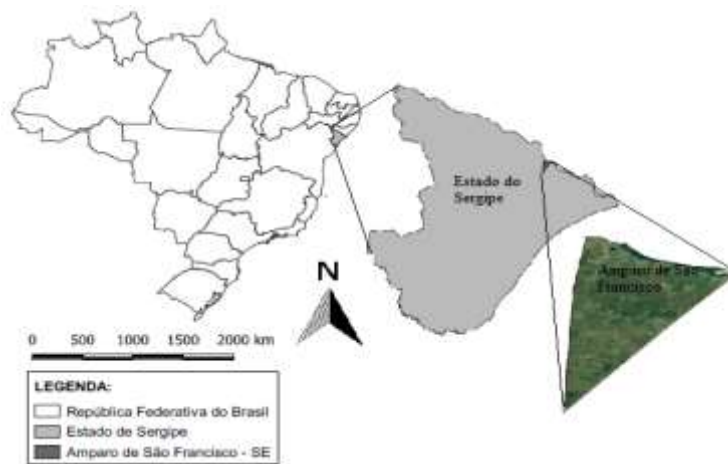 Estado do
Sergipe
Amparo de São
Francisco
N
0 500 1000 1500 2000 km
LEGENDA:
República Federativa do Brasil
Estado de Sergipe
Amparo de São Francisco - SE